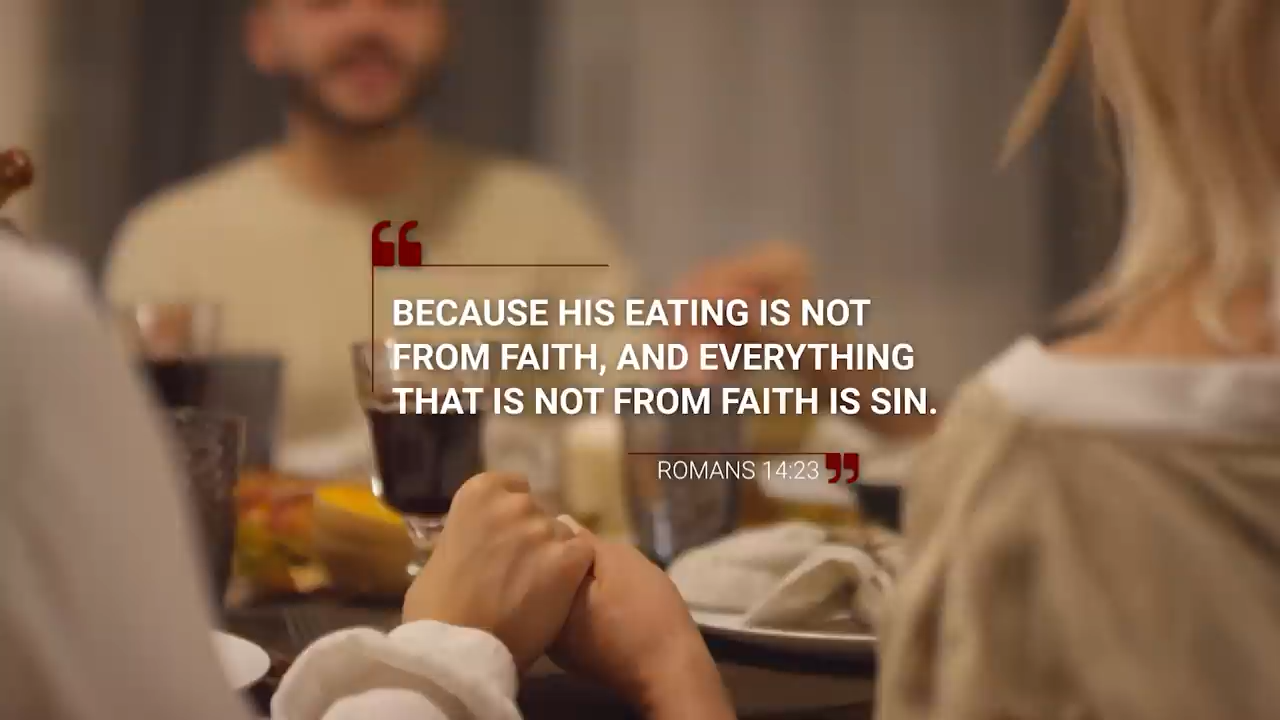 BECAUSE HIS EATING IS NOT
FROM FAITH, AND EVERYTHING
THAT IS NOT FROM FAITH IS SIN.
ROMANS 14:23